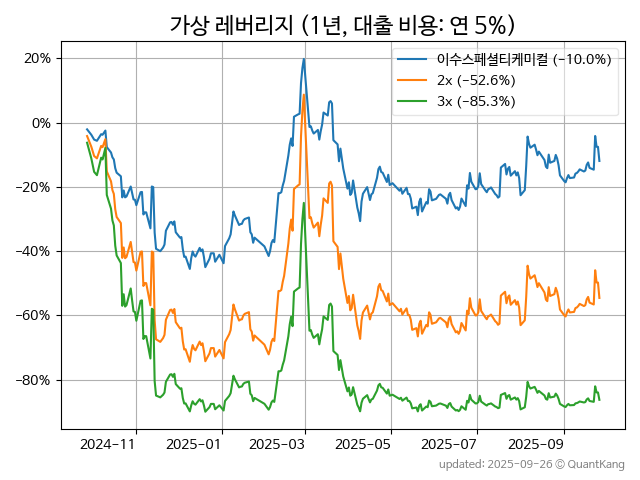 가상 레버리지 (1년, 대출 비용: 연 5%)
이수스페셜티케미컬 (−10.0%)
2x (−52.6%)
3x (−85.3%)
20%
0%
−20%
−40%
−60%
−80%
2024-11 2025-01 2025-03 2025-05 2025-07 2025-09
updated: 2025-09-26 © QuantKang